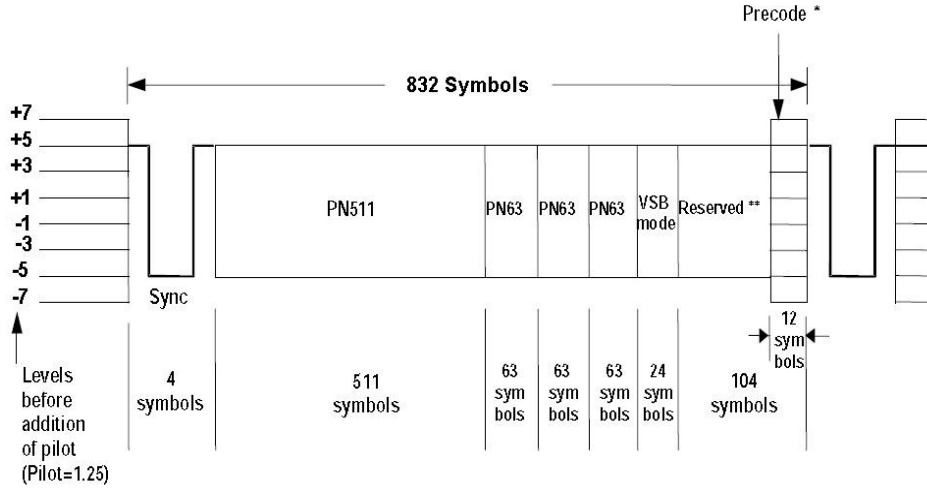 Precode *
832 Symbols
+7
+5
+3
+1
-1
-3
-5
-7
PN511
PN63
PN63
PN63
VSB
mode
Reserved **
Sync
Levels
before
addition
of pilot
(Pilot=1.25)
4
symbols
511
symbols
63
sym
bols
63
sym
bols
63
sym
bols
24
sym
bols
104
symbols
12
sym
bols